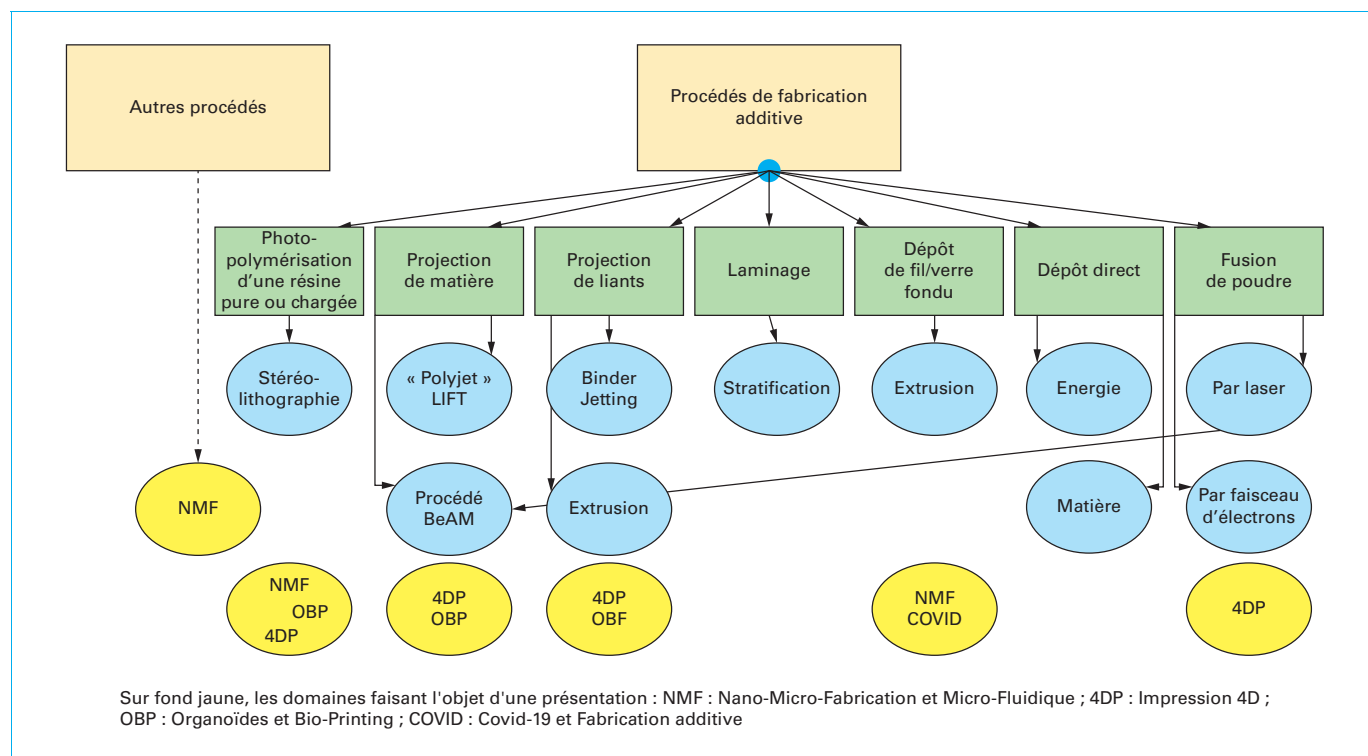 Autres procédés
Procédés de fabrication
additive
Photo-
polymérisation
d'une résine
pure ou chargée
Projection
de matière
Projection
de liants
Laminage
Dépôt
de fil/verre
fondu
Dépôt direct
Fusion
de poudre
Stéréo-
lithographie
« Polyjet »
LIFT
Binder
Jetting
Stratification
Extrusion
Energie
Par laser
NMF
Procédé
BeAM
Extrusion
Matière
Par faisceau
d'électrons
NMF
OBP
4DP
4DP
OBP
4DP
OBF
NMF
COVID
4DP
Sur fond jaune, les domaines faisant l'objet d'une présentation : NMF : Nano-Micro-Fabrication et Micro-Fluidique ; 4DP : Impression 4D ;
OBP : Organoïdes et Bio-Printing ; COVID : Covid-19 et Fabrication additive